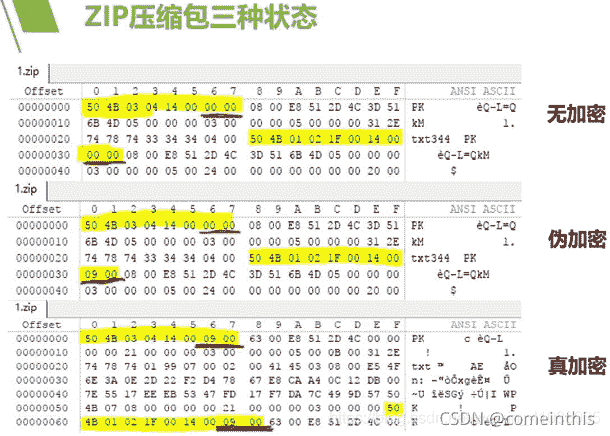 ZIP压缩包三种状态
1.zip
Offset 0 1 2 3 4 5 6 7 8 9 A B C D E F ANSI ASCII
00000000 50 4B 03 04 14 00 00 00 08 00 E8 51 2D 4C 3D 51 PK èQ-L=Q
00000010 6B 4D 05 00 00 00 03 00 00 00 05 00 00 00 31 2E kM 1.
00000020 74 78 74 33 34 34 04 00 50 4B 01 02 1F 00 14 00 txt344 PK
00000030 00 00 08 00 E8 51 2D 4C 3D 51 6B 4D 05 00 00 00 èQ-L=QkM
00000040 03 00 00 00 05 00 24 00 00 00 00 00 00 00 20 00 $
无加密
1.zip
Offset 0 1 2 3 4 5 6 7 8 9 A B C D E F ANSI ASCII
00000000 50 4B 03 04 14 00 00 00 08 00 E8 51 2D 4C 3D 51 PK èQ-L=Q
00000010 6B 4D 05 00 00 00 03 00 00 00 05 00 00 00 31 2E kM 1.
00000020 74 78 74 33 34 34 04 00 50 4B 01 02 1F 00 14 00 txt344 PK
00000030 09 00 08 00 E8 51 2D 4C 3D 51 6B 4D 05 00 00 00 èQ-L=QkM
00000040 03 00 00 00 05 00 24 00 00 00 00 00 00 00 20 00 $
伪加密
1.zip
Offset 0 1 2 3 4 5 6 7 8 9 A B C D E F ANSI ASCII
00000000 50 4B 03 04 14 00 09 00 63 00 E8 51 2D 4C 00 00 PK c èQ-L
00000010 00 00 21 00 00 00 03 00 00 00 05 00 0B 00 31 2E ! 1.
00000020 74 78 74 01 99 07 00 02 00 41 45 03 08 00 E5 4F txt ™ AE åO
00000030 6E 3A 0E 2D 22 F2 D4 78 67 E8 CA A4 0C 12 DB 00
00000040 7E 55 17 EE EB 53 47 FD 17 F7 DA 7C 49 9D 57 50
00000050 4B 07 08 00 00 00 00 21 00 00 00 03 00 00 00 50 K ! P
00000060 4B 01 02 1F 00 14 00 09 00 63 00 E8 51 2D 4C 00 K
真加密
CSDN @comeinthis